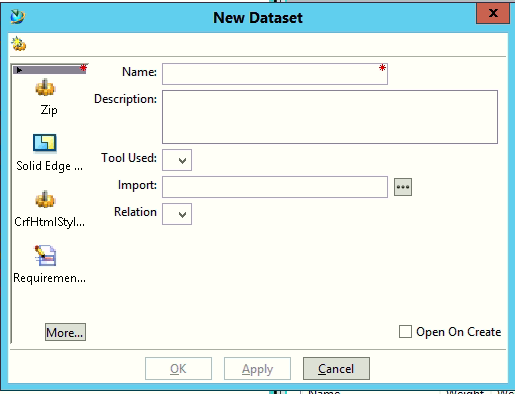 New Dataset
x
*
Name:
*
Zip
Description:
Solid Edge ...
Tool Used:
Import:
...
CrfHtmlStyl...
Relation
Requiremen...
More...
Open On Create
OK
Apply
Cancel
Name
Weight
We